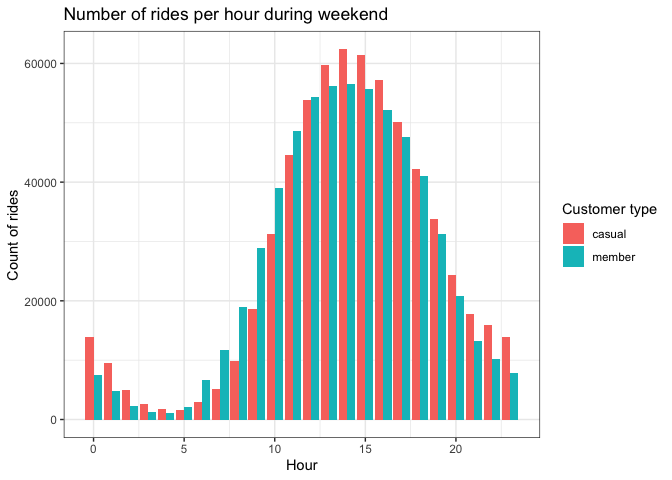 Number of rides per hour during weekend
60000
40000
20000
0
Count of rides
0 5 10 15 20
Hour
Customer type
casual
member